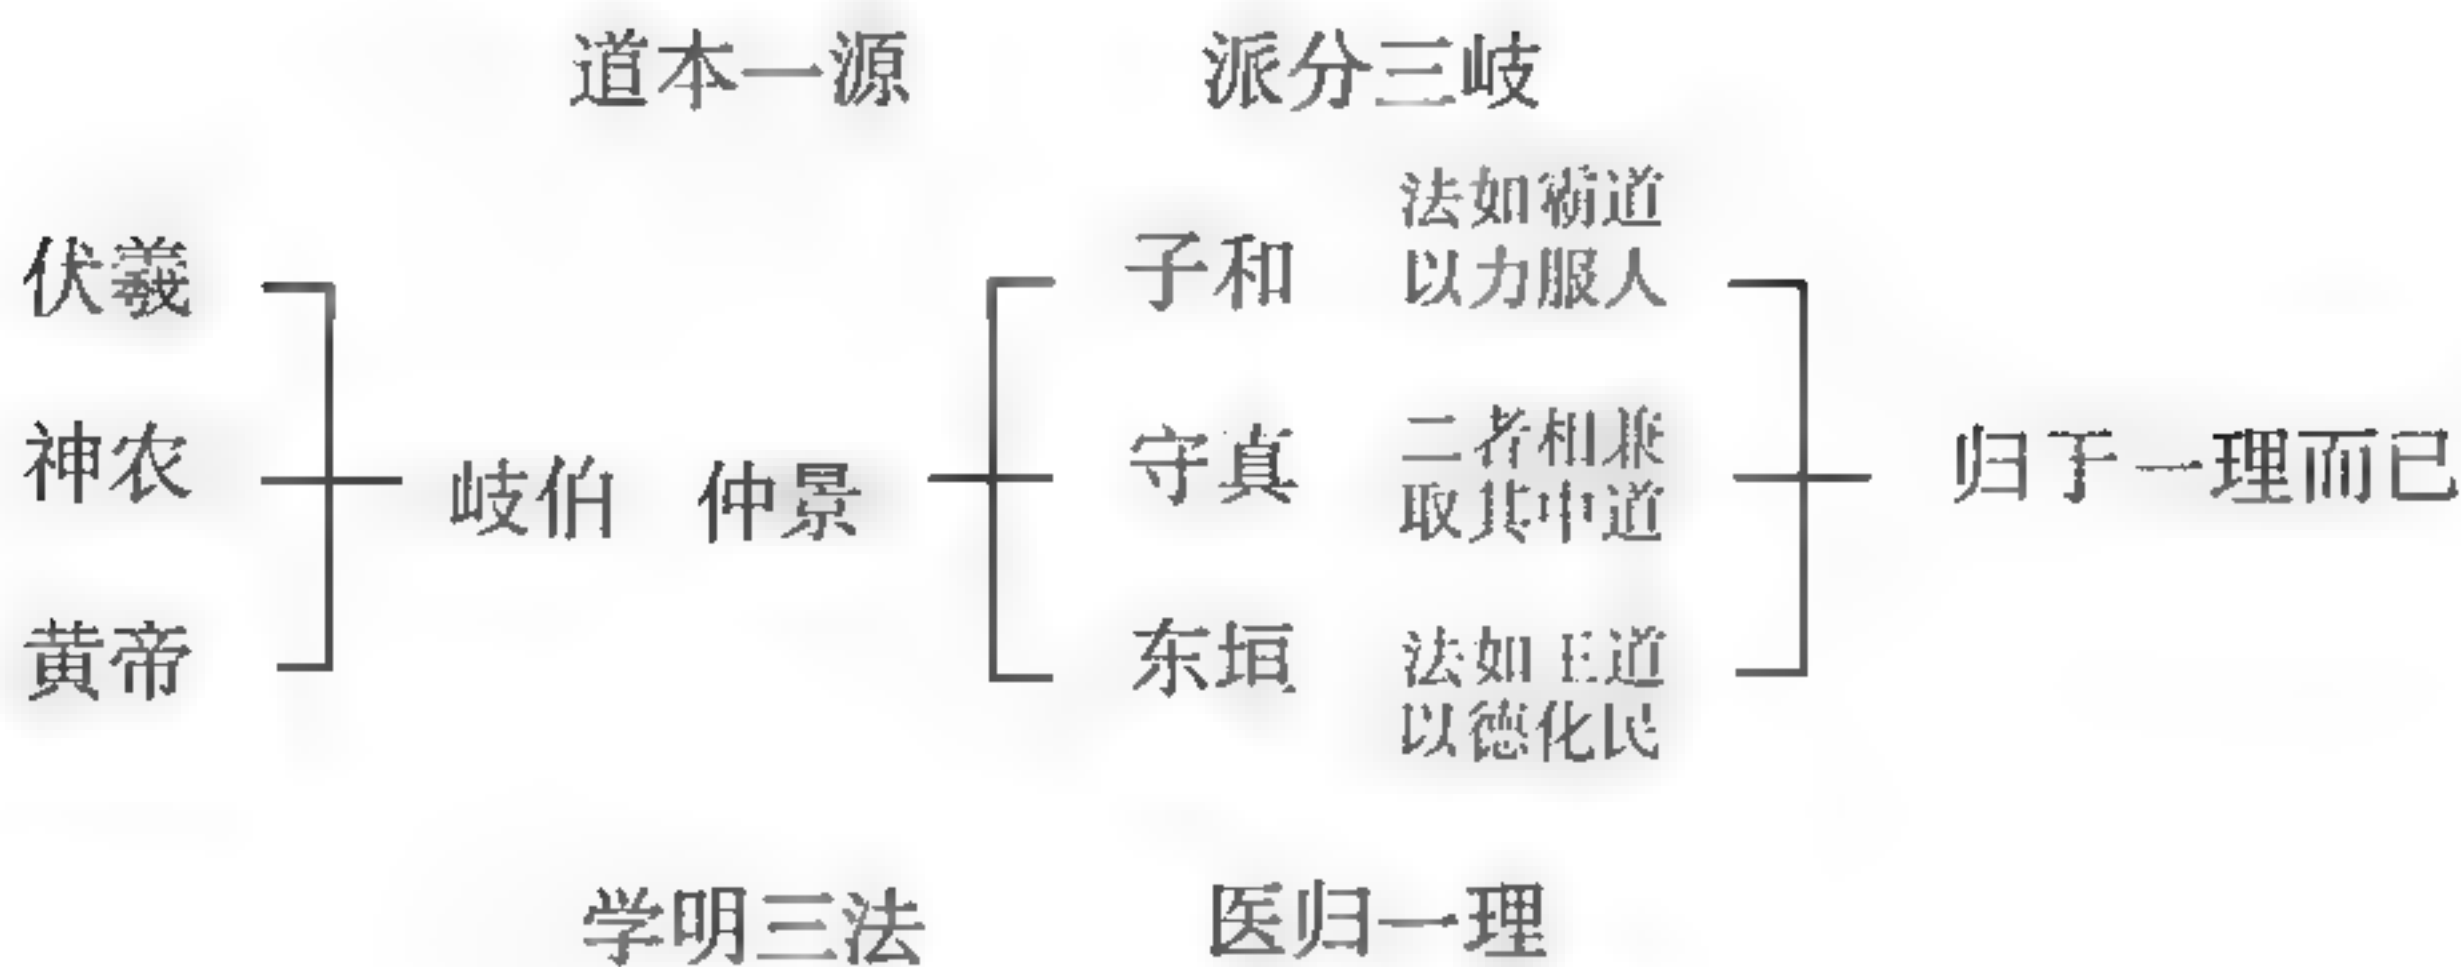 道本一源 派分三岐
伏羲
神农
黄帝
岐伯 仲景
子和
法如霸道
以力服人
守真
二者相兼
取其中道
东垣
法如王道
以德化民
归于一理而已
学明三法 医归一理